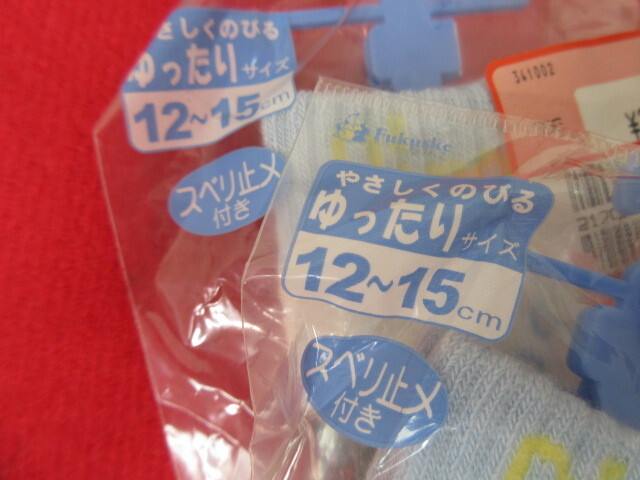 やさしくのびる
ゆったりサイズ
12~15cm
スベリ止メ
付き
341002
Fukuske
やさしくのびる
ゆったりサイズ
12~15cm
スベリ止メ
付き